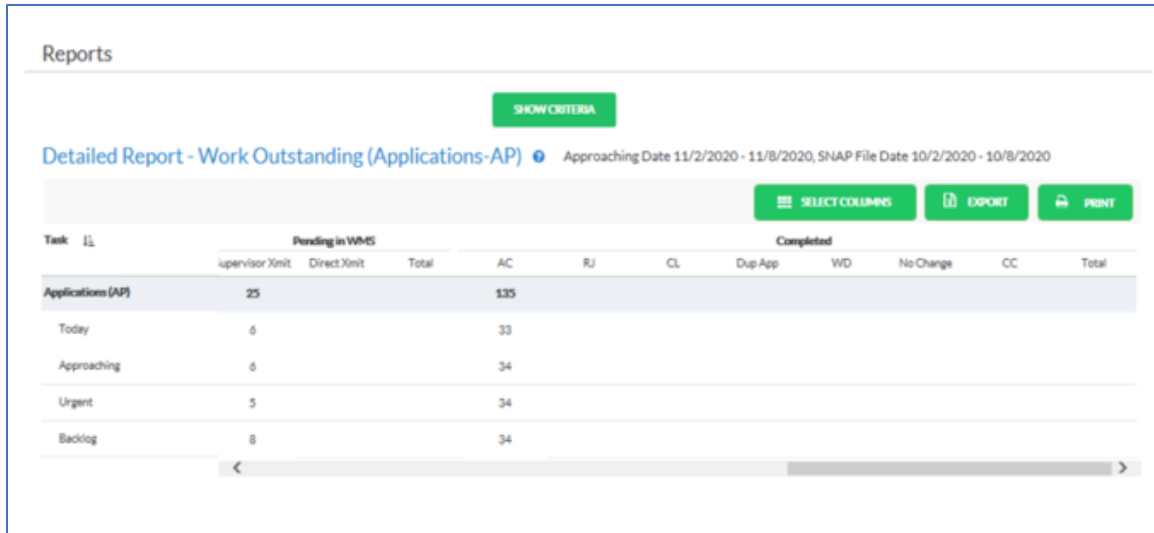 Reports
SHOW CRITERIA
Detailed Report - Work Outstanding (Applications-AP) ? Approaching Date 11/2/2020 - 11/8/2020, SNAP File Date 10/2/2020 - 10/8/2020
SELECT COLUMNS EXPORT PRINT
Task Pending in WMS Completed
upervisor Xmit Direct Xmit Total AC RJ CL Dup App WD No Change CC Total
Applications (AP) 25 135
Today 6 33
Approaching 6 34
Urgent 5 34
Backlog 8 34